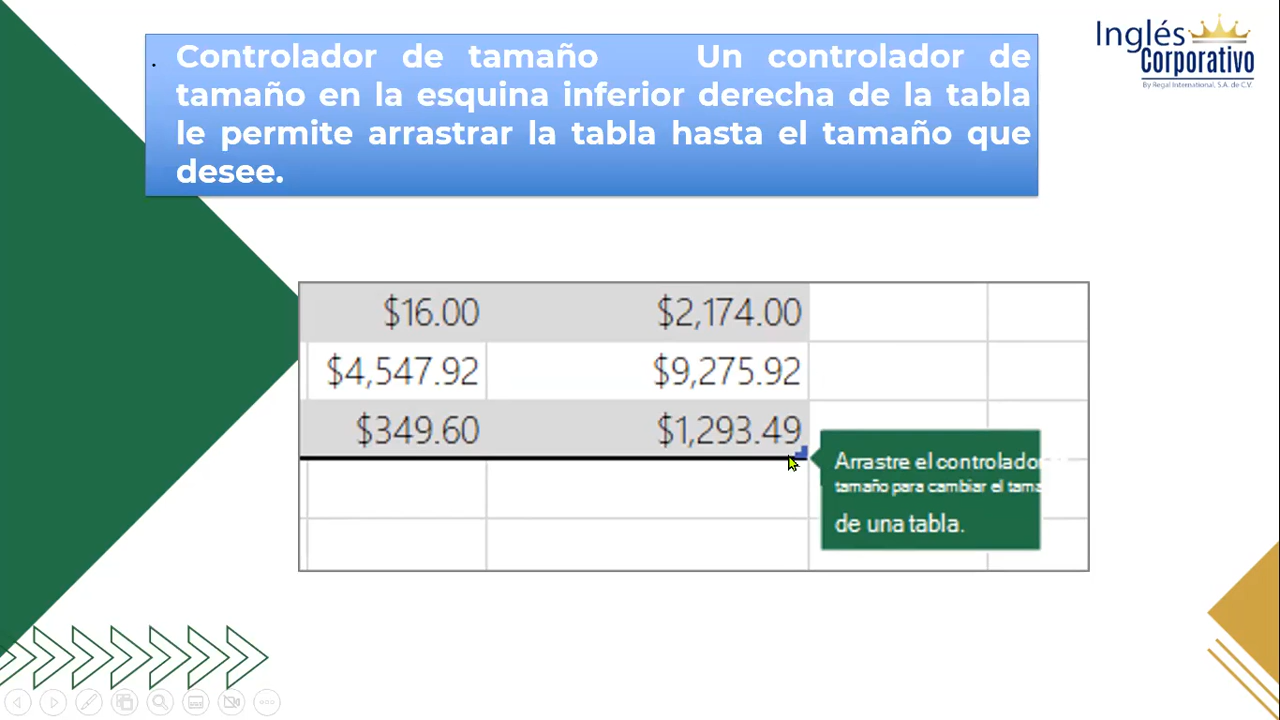 . Controlador de tamaño Un controlador de
tamaño en la esquina inferior derecha de la tabla
le permite arrastrar la tabla hasta el tamaño que
desee.
Inglés
Corporativo
By Regal International, S.A. de C.V.
$16.00 $2,174.00
$4,547.92 $9,275.92
$349.60 $1,293.49
Arrastre el controlador
tamaño para cambiar el tama
de una tabla.